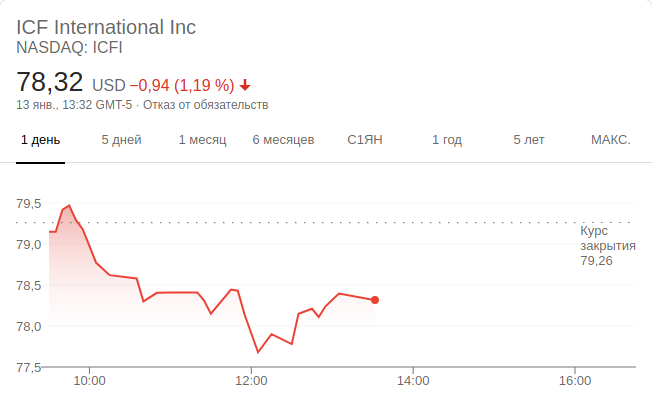 ICF International Inc
NASDAQ: ICFI
78,32 USD −0,94 (1,19 %)
13 янв., 13:32 GMT-5 · Отказ от обязательств
1 день 5 дней 1 месяц 6 месяцев С1ЯН 1 год 5 лет МАКС.
79,5
Курс
закрытия
79,26
79,0
78,5
78,0
77,5
10:00 12:00 14:00 16:00